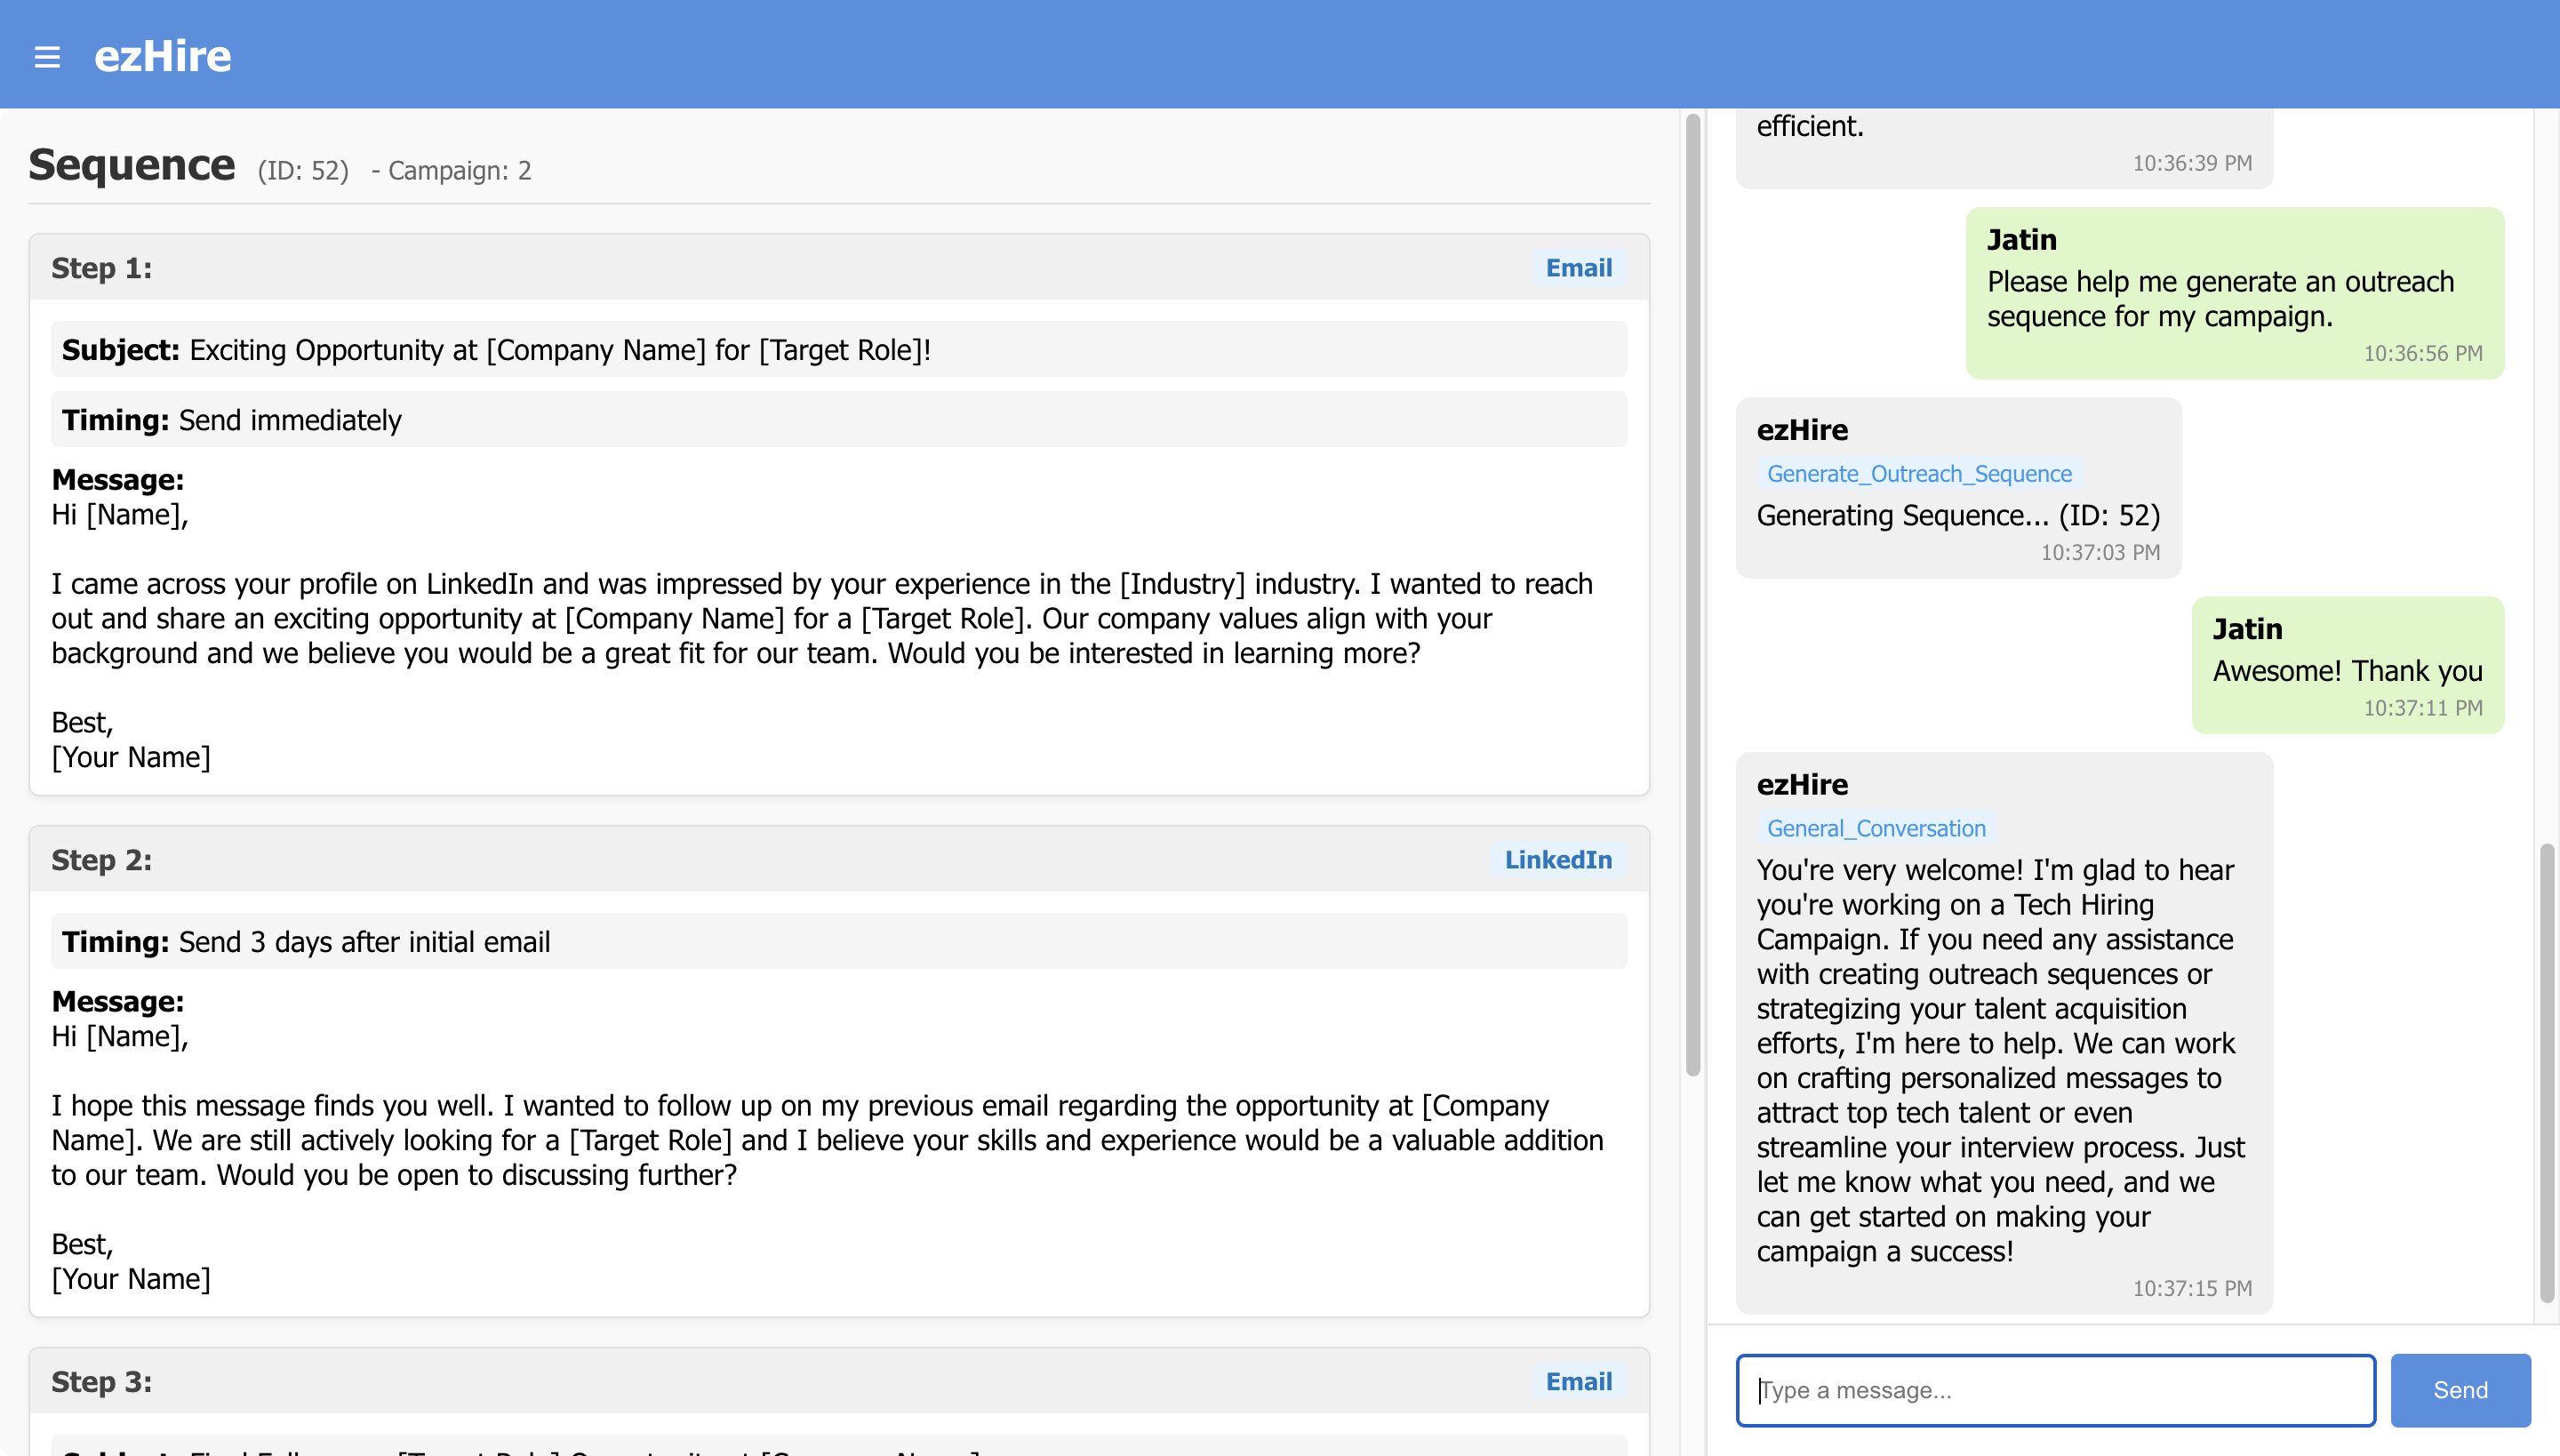 ezHire
Sequence (ID: 52) - Campaign: 2
Step 1:
Email
Subject: Exciting Opportunity at [Company Name] for [Target Role]!
Timing: Send immediately
Message:
Hi [Name],
I came across your profile on LinkedIn and was impressed by your experience in the [Industry] industry. I wanted to reach
out and share an exciting opportunity at [Company Name] for a [Target Role]. Our company values align with your
background and we believe you would be a great fit for our team. Would you be interested in learning more?
Best,
[Your Name]
Step 2:
LinkedIn
Timing: Send 3 days after initial email
Message:
Hi [Name],
I hope this message finds you well. I wanted to follow up on my previous email regarding the opportunity at [Company
Name]. We are still actively looking for a [Target Role] and I believe your skills and experience would be a valuable addition
to our team. Would you be open to discussing further?
Best,
[Your Name]
Step 3:
Email
efficient.
10:36:39 PM
Jatin
Please help me generate an outreach
sequence for my campaign.
10:36:56 PM
ezHire
Generate_Outreach_Sequence
Generating Sequence... (ID: 52)
10:37:03 PM
Jatin
Awesome! Thank you
10:37:11 PM
ezHire
General_Conversation
You're very welcome! I'm glad to hear
you're working on a Tech Hiring
Campaign. If you need any assistance
with creating outreach sequences or
strategizing your talent acquisition
efforts, I'm here to help. We can work
on crafting personalized messages to
attract top tech talent or even
streamline your interview process. Just
let me know what you need, and we
can get started on making your
campaign a success!
10:37:15 PM
Type a message...
Send